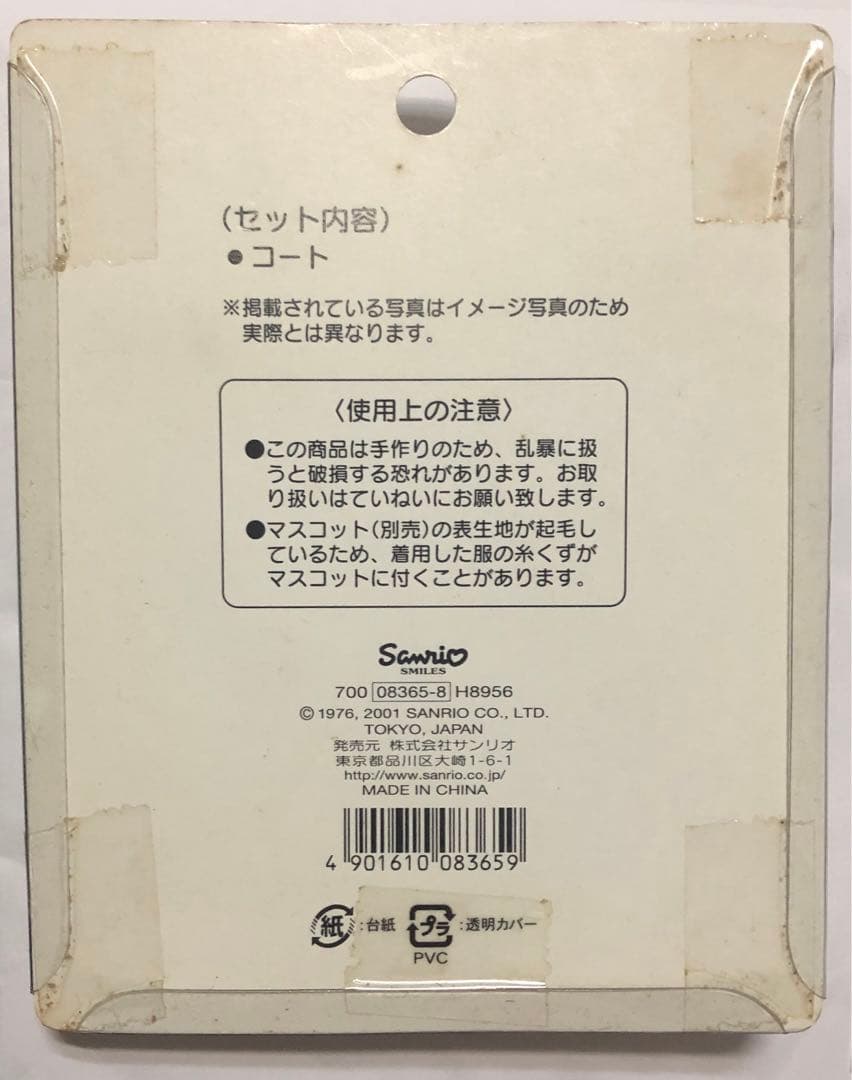 (セット内容)
●コート
※掲載されている写真はイメージ写真のため
実際とは異なります。
〈使用上の注意〉
●この商品は手作りのため、乱暴に扱
うと破損する恐れがあります。お取
り扱いはていねいにお願い致します。
●マスコット(別売)の表生地が起毛し
ているため、着用した服の糸くずが
マスコットに付くことがあります。
Sanrio
SMILES
700 08365-8 H8956
© 1976, 2001 SANRIO CO., LTD.
TOKYO, JAPAN
発売元 株式会社サンリオ
東京都品川区大崎1-6-1
http://www.sanrio.co.jp/
MADE IN CHINA
4 901610 083659
紙:台紙 プラ:透明カバー
PVC